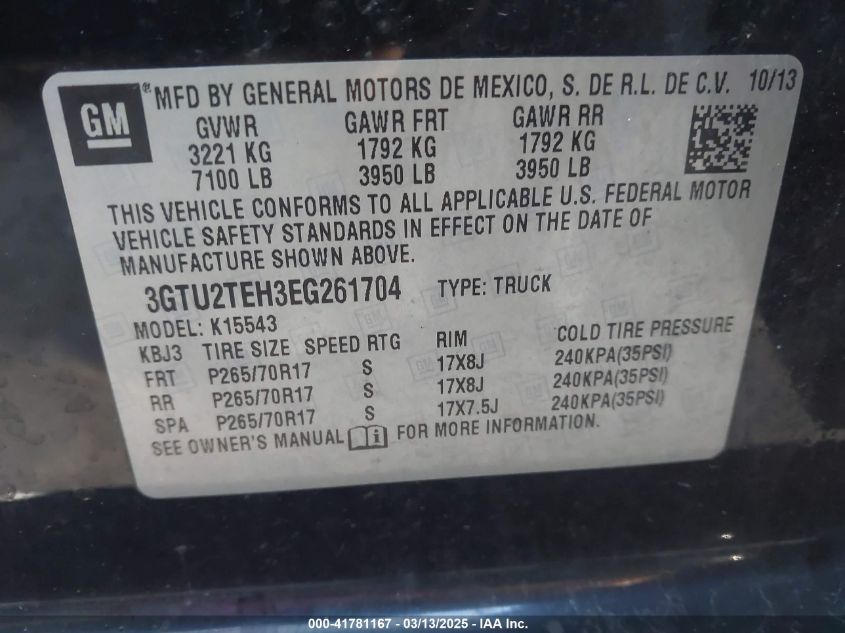 GM ® MFD BY GENERAL MOTORS DE MEXICO, S. DE R.L. DE C.V. 10/13
GVWR GAWR FRT GAWR RR
3221 KG 1792 KG 1792 KG
7100 LB 3950 LB 3950 LB
THIS VEHICLE CONFORMS TO ALL APPLICABLE U.S. FEDERAL MOTOR
VEHICLE SAFETY STANDARDS IN EFFECT ON THE DATE OF
MANUFACTURE SHOWN ABOVE.
3GTU2TEH3EG261704 TYPE: TRUCK
MODEL: K15543
KBJ3 TIRE SIZE SPEED RTG RIM COLD TIRE PRESSURE
FRT P265/70R17 S 17X8J 240KPA(35PSI)
RR P265/70R17 S 17X8J 240KPA(35PSI)
SPA P265/70R17 S 17X7.5J 240KPA(35PSI)
SEE OWNER'S MANUAL i FOR MORE INFORMATION.
000-41781167 - 03/13/2025 - IAA Inc.